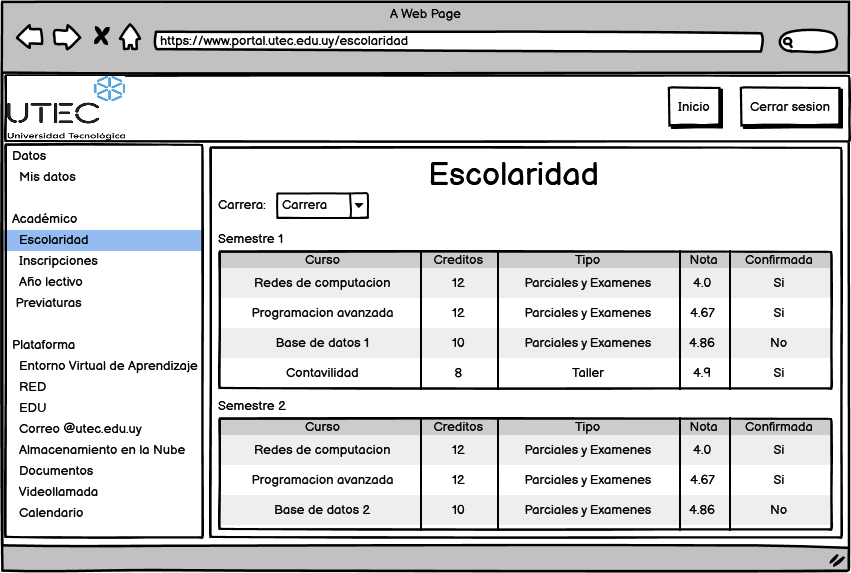 A Web Page
https://www.portal.utec.edu.uy/escolaridad
UTEC
Universidad Tecnológica
Inicio
Cerrar sesion
Datos
Mis datos
Académico
Escolaridad
Inscripciones
Año lectivo
Previaturas
Plataforma
Entorno Virtual de Aprendizaje
RED
EDU
Correo @utec.edu.uy
Almacenamiento en la Nube
Documentos
Videollamada
Calendario
Escolaridad
Carrera: Carrera
Semestre 1
Curso Creditos Tipo Nota Confirmada
Redes de computacion 12 Parciales y Examenes 4.0 Si
Programacion avanzada 12 Parciales y Examenes 4.67 Si
Base de datos 1 10 Parciales y Examenes 4.86 No
Contavilidad 8 Taller 4.9 Si
Semestre 2
Curso Creditos Tipo Nota Confirmada
Redes de computacion 12 Parciales y Examenes 4.0 Si
Programacion avanzada 12 Parciales y Examenes 4.67 Si
Base de datos 2 10 Parciales y Examenes 4.86 No